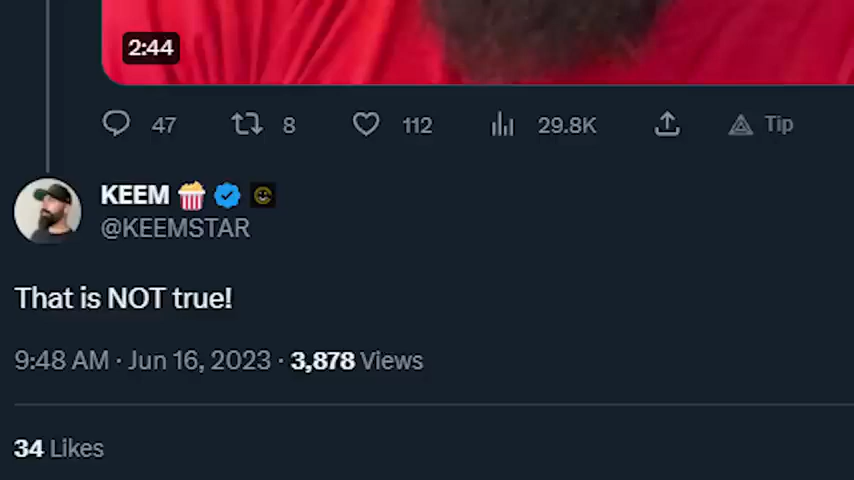 2:44
47 8 112 29.8K Tip
KEEM
@KEEMSTAR
That is NOT true!
9:48 AM · Jun 16, 2023 · 3,878 Views
34 Likes